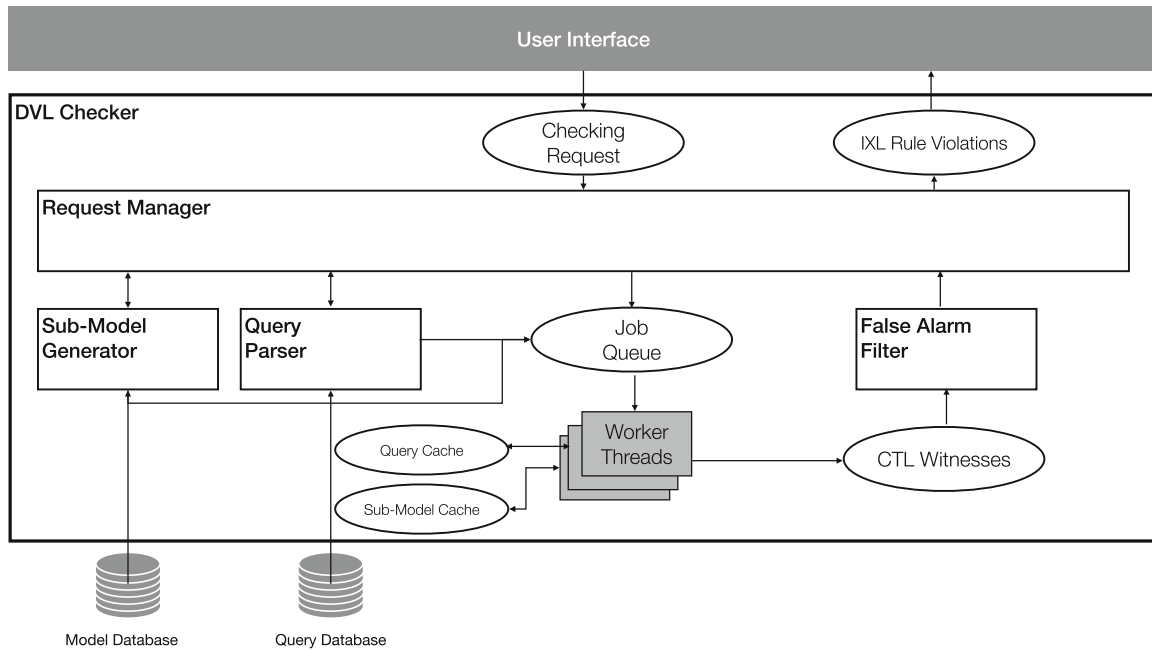 User Interface
DVL Checker
Checking
Request
IXL Rule Violations
Request Manager
Sub-Model
Generator
Query
Parser
Job
Queue
False Alarm
Filter
Worker
Threads
Query Cache
CTL Witnesses
Sub-Model Cache
Model Database
Query Database